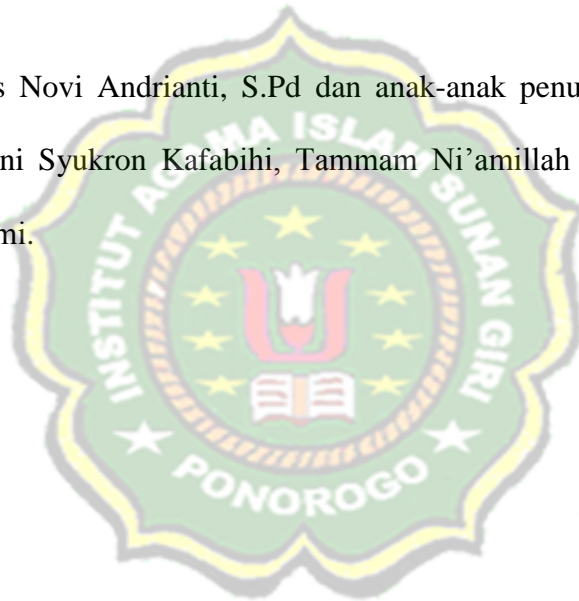 s Novi Andrianti, S.Pd dan anak-anak penu
ni Syukron Kafabihi, Tammam Ni'amillah
mi.
INSTITUT AGAMA ISLAM SUNAN GIRI
PONOROGO